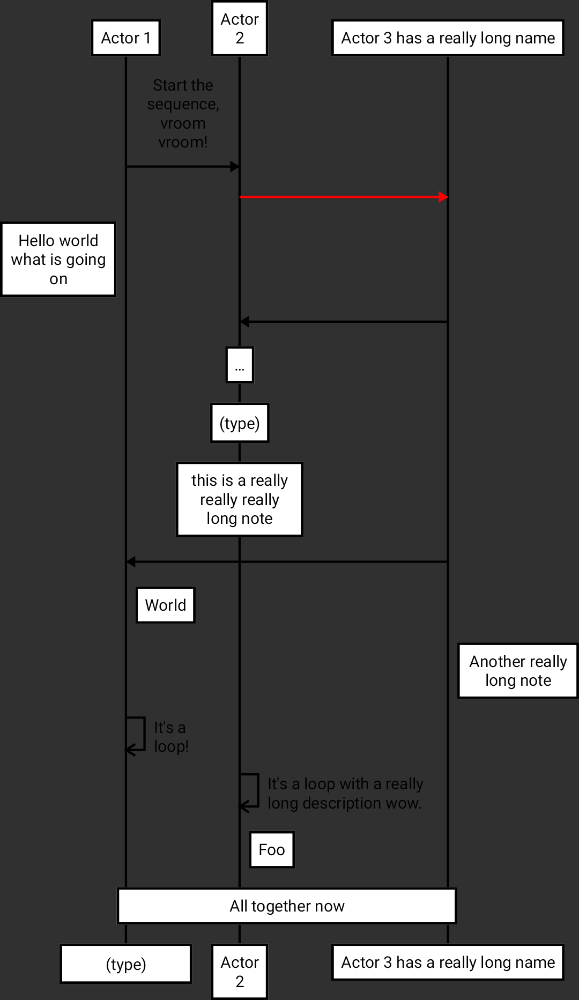 Actor 1
Actor
2
Actor 3 has a really long name
Start the
sequence,
vroom
vroom!
Hello world
what is going
on
...
(type)
this is a really
really really
long note
World
Another really
long note
It's a
loop!
It's a loop with a really
long description wow.
Foo
All together now
(type)
Actor
2
Actor 3 has a really long name